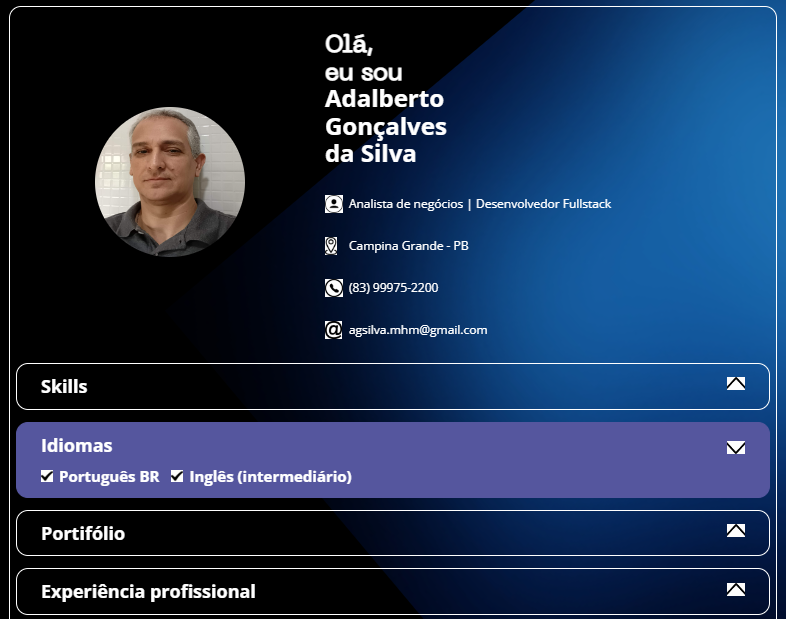 Olá,
eu sou
Adalberto
Gonçalves
da Silva
Analista de negócios | Desenvolvedor Fullstack
Campina Grande - PB
(83) 99975-2200
agsilva.mhm@gmail.com
Skills
Idiomas
Português BR Inglês (intermediário)
Portifólio
Experiência profissional